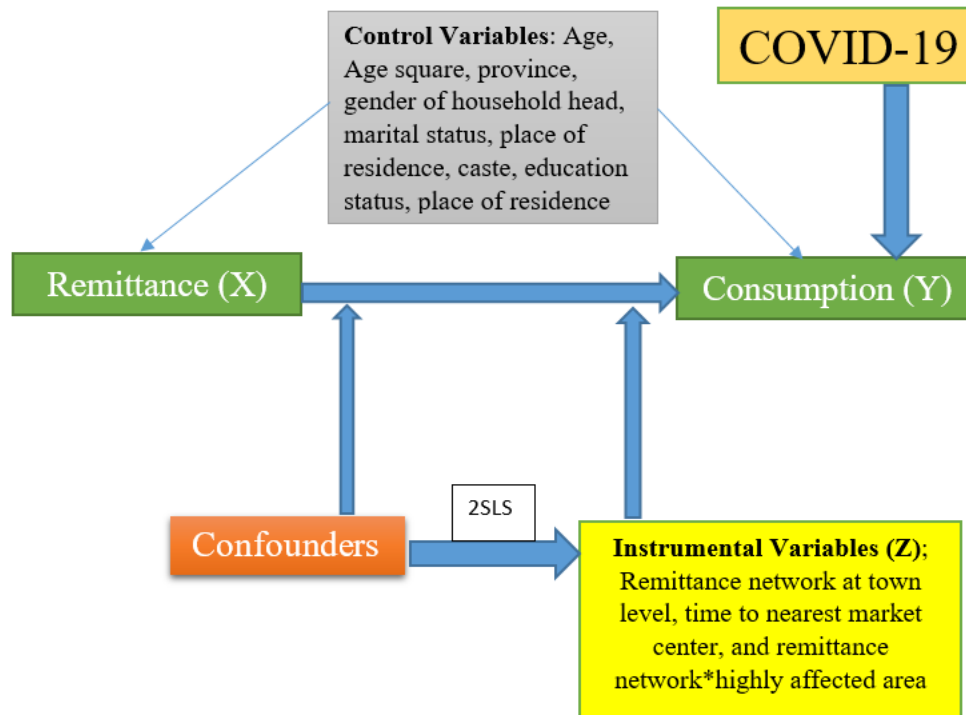 Control Variables: Age,
Age square, province,
gender of household head,
marital status, place of
residence, caste, education
status, place of residence
COVID-19
Remittance (X)
Consumption (Y)
2SLS
Confounders
Instrumental Variables (Z);
Remittance network at town
level, time to nearest market
center, and remittance
network*highly affected area